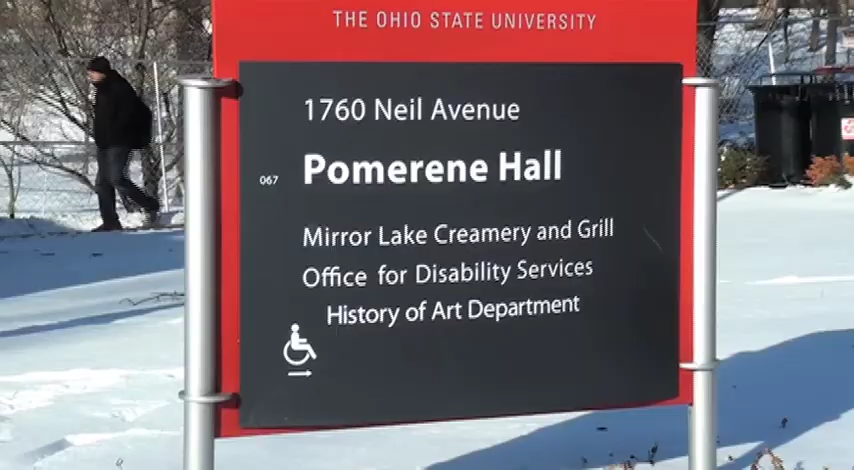 THE OHIO STATE UNIVERSITY
1760 Neil Avenue
067 Pomerene Hall
Mirror Lake Creamery and Grill
Office for Disability Services
History of Art Department